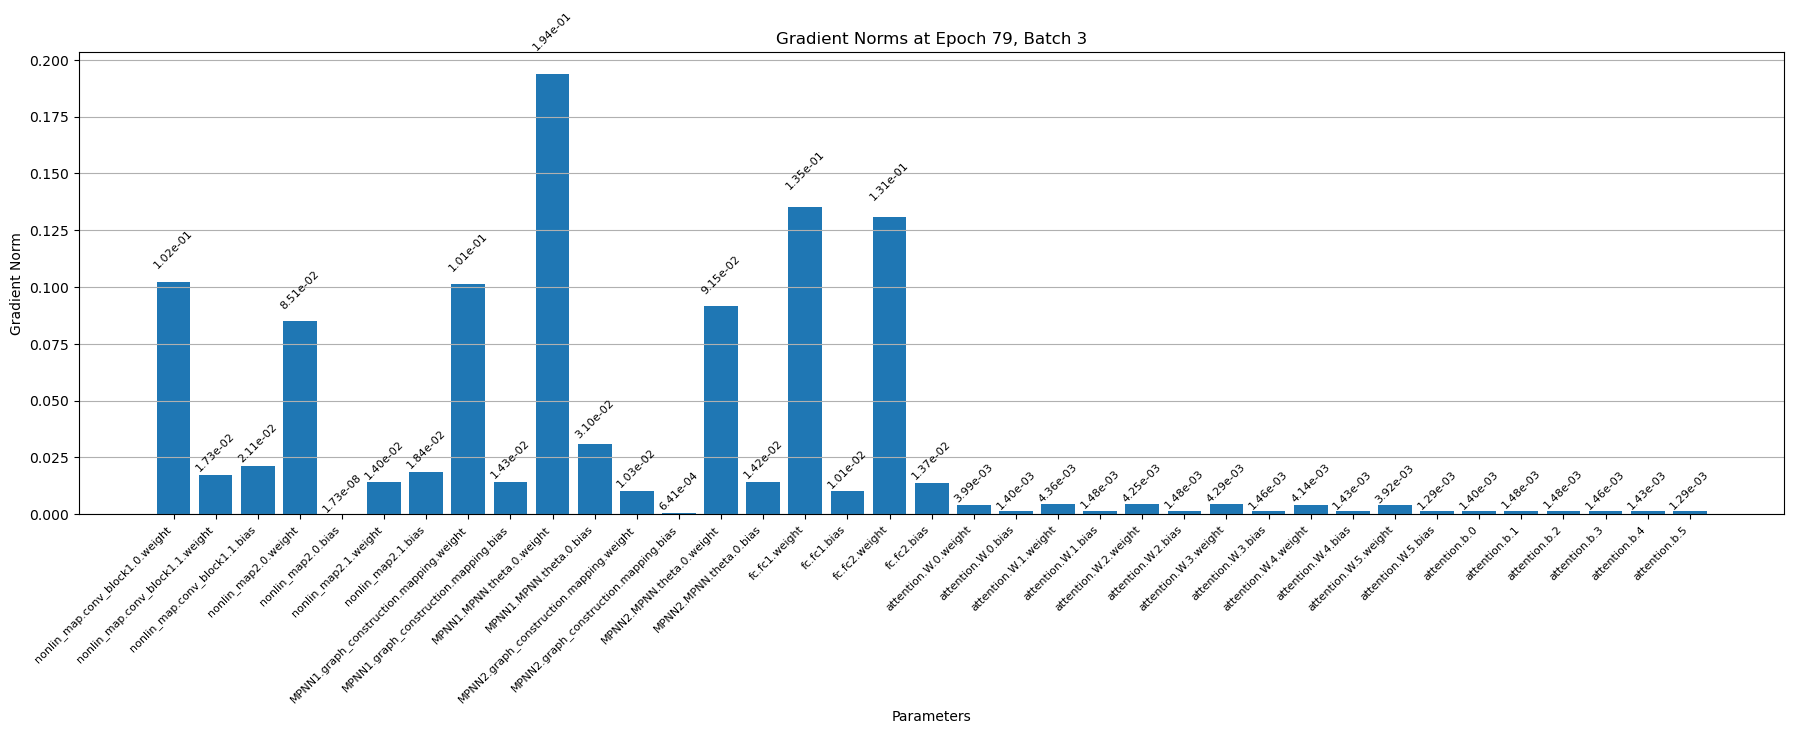 Gradient Norms at Epoch 79, Batch 3
Gradient Norm
0.200
0.175
0.150
0.125
0.100
0.075
0.050
0.025
0.000
1.02e-01
1.73e-02
2.11e-02
8.51e-02
1.73e-08
1.40e-02
1.84e-02
1.01e-01
1.43e-02
1.94e-01
3.10e-02
1.03e-02
6.41e-04
9.15e-02
1.42e-02
1.35e-01
1.01e-02
1.31e-01
1.37e-02
3.99e-03
1.40e-03
4.36e-03
1.48e-03
4.25e-03
1.48e-03
4.29e-03
1.46e-03
4.14e-03
1.43e-03
3.92e-03
1.29e-03
1.40e-03
1.48e-03
1.48e-03
1.46e-03
1.43e-03
1.29e-03
nonlin_map.conv_block1.0.weight
nonlin_map.conv_block1.1.weight
nonlin_map.conv_block1.1.bias
nonlin_map2.0.weight
nonlin_map2.0.bias
nonlin_map2.1.weight
nonlin_map2.1.bias
MPNN1.graph_construction.mapping.weight
MPNN1.graph_construction.mapping.bias
MPNN1.MPNN.theta.0.weight
MPNN1.MPNN.theta.0.bias
MPNN2.graph_construction.mapping.weight
MPNN2.graph_construction.mapping.bias
MPNN2.MPNN.theta.0.weight
MPNN2.MPNN.theta.0.bias
fc.fc1.weight
fc.fc1.bias
fc.fc2.weight
fc.fc2.bias
attention.W.0.weight
attention.W.0.bias
attention.W.1.weight
attention.W.1.bias
attention.W.2.weight
attention.W.2.bias
attention.W.3.weight
attention.W.3.bias
attention.W.4.weight
attention.W.4.bias
attention.W.5.weight
attention.W.5.bias
attention.b.0
attention.b.1
attention.b.2
attention.b.3
attention.b.4
attention.b.5
Parameters